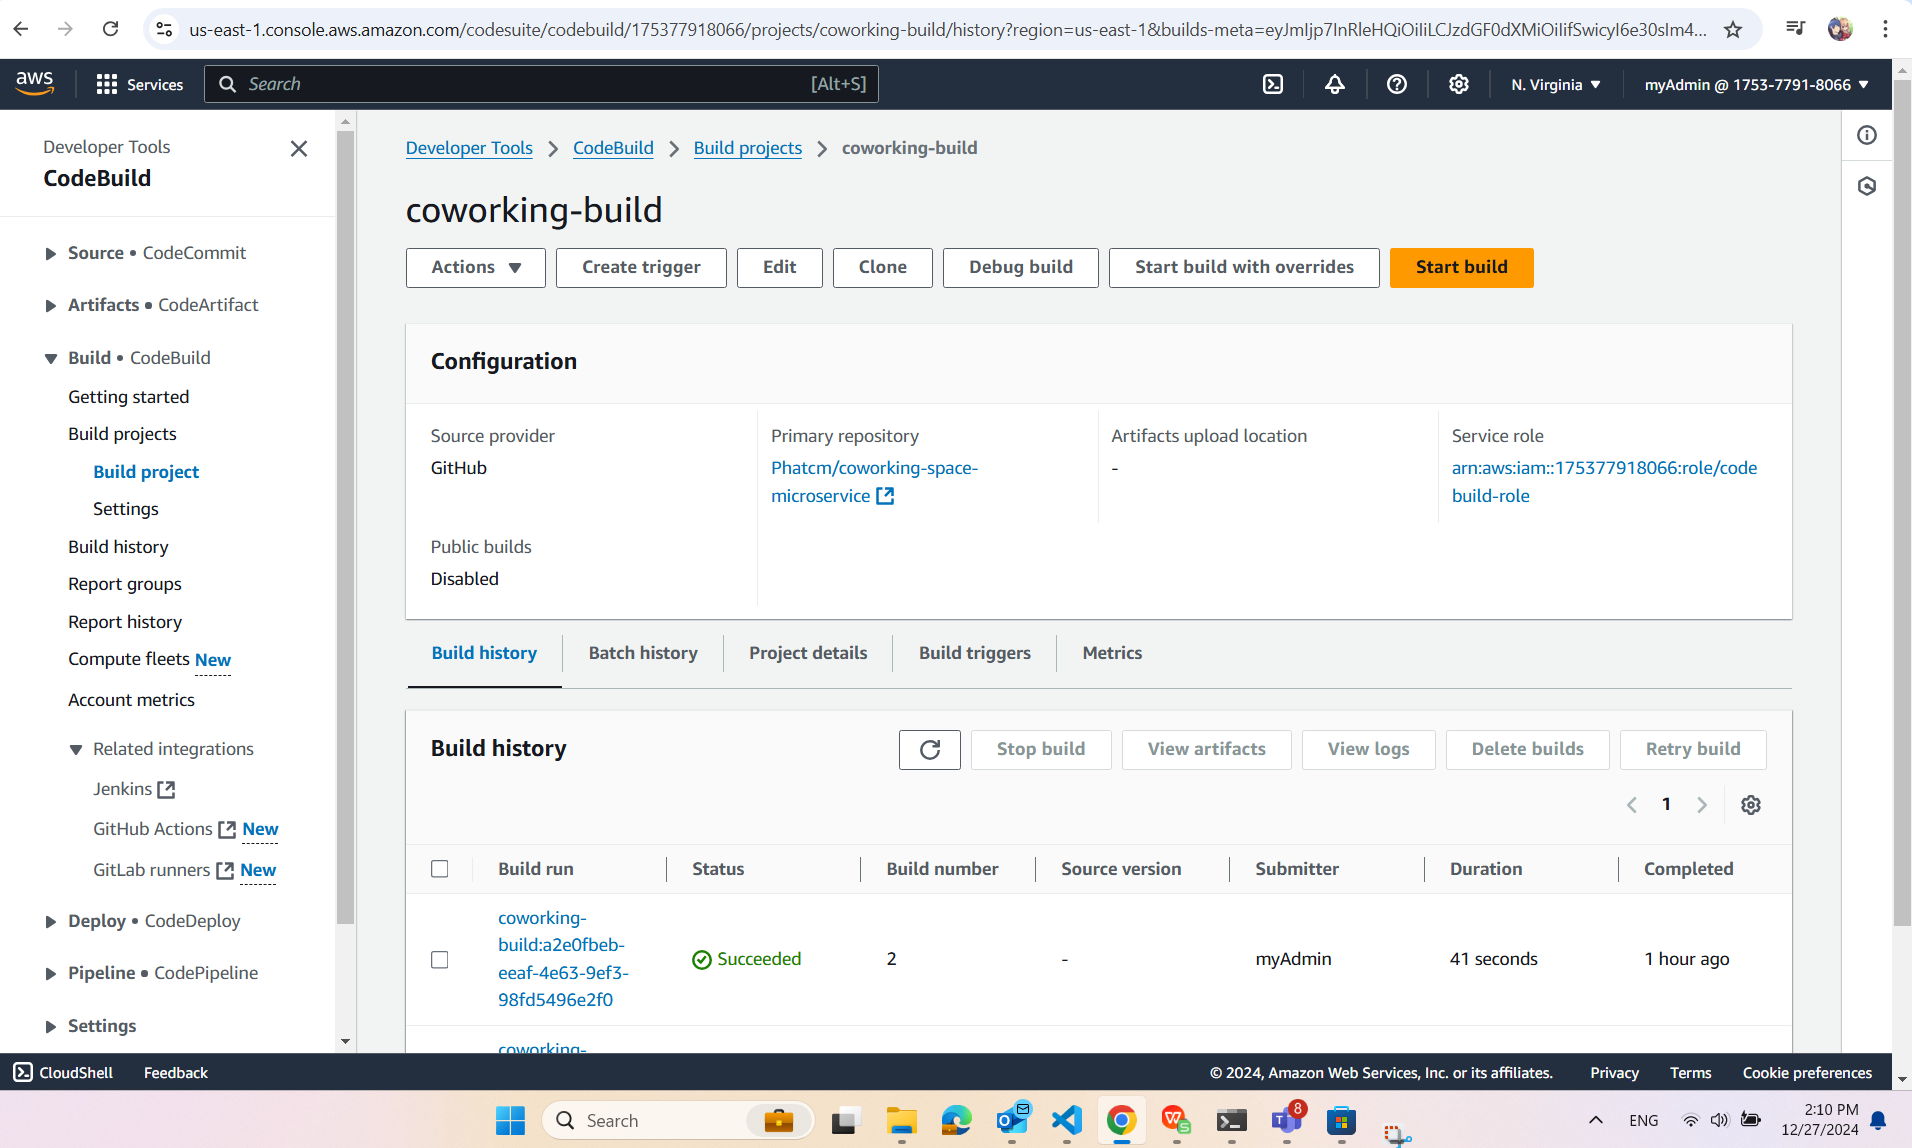 us-east-1.console.aws.amazon.com/codesuite/codebuild/175377918066/projects/coworking-build/history?region=us-east-1&builds-meta=eyJmIjp7InRleHQiOiIiLCJzdGF0dXMiOiIifSwicyI6e30sIm4...
aws
Services
Search
[Alt+S]
N. Virginia
myAdmin @ 1753-7791-8066
Developer Tools
CodeBuild
Source • CodeCommit
Artifacts • CodeArtifact
Build • CodeBuild
Getting started
Build projects
Build project
Settings
Build history
Report groups
Report history
Compute fleets New
Account metrics
Related integrations
Jenkins
GitHub Actions New
GitLab runners New
Deploy • CodeDeploy
Pipeline • CodePipeline
Settings
Developer Tools > CodeBuild > Build projects > coworking-build
coworking-build
Actions
Create trigger
Edit
Clone
Debug build
Start build with overrides
Start build
Configuration
Source provider
GitHub
Primary repository
Phatcm/coworking-space-
microservice
Artifacts upload location
-
Service role
arn:aws:iam::175377918066:role/code
build-role
Public builds
Disabled
Build history
Batch history
Project details
Build triggers
Metrics
Build history
Stop build
View artifacts
View logs
Delete builds
Retry build
1
Build run
Status
Build number
Source version
Submitter
Duration
Completed
coworking-
build:a2e0fbeb-
eeaf-4e63-9ef3-
98fd5496e2f0
Succeeded
2
-
myAdmin
41 seconds
1 hour ago
coworking-
CloudShell
Feedback
© 2024, Amazon Web Services, Inc. or its affiliates.
Privacy
Terms
Cookie preferences
Search
8
ENG
2:10 PM
12/27/2024